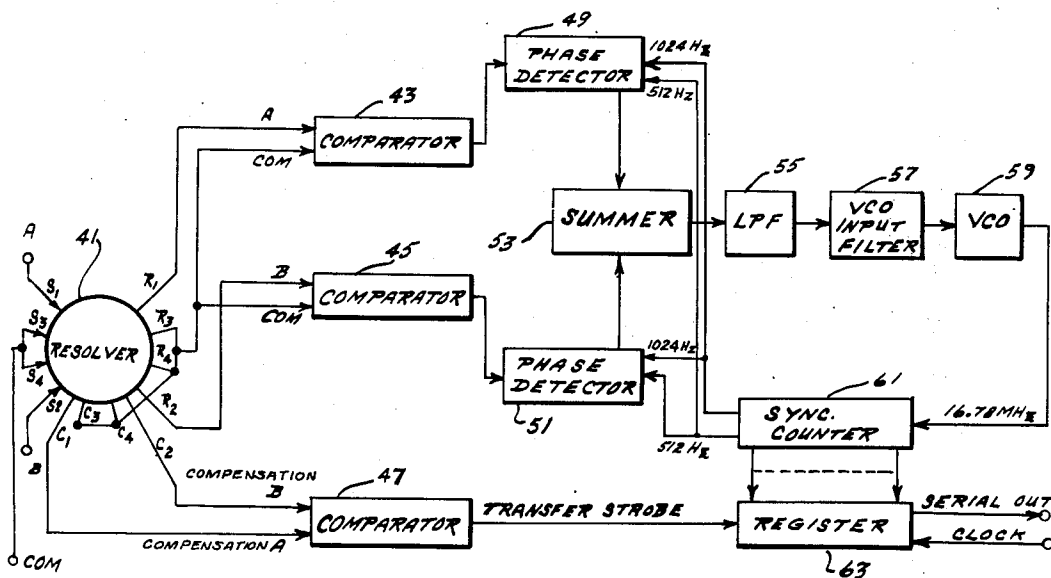 49
PHASE
DETECTOR
1024 Hz
512 Hz
43
A
COMPARATOR
COM
55
57
59
53
SUMMER
LPF
VCO
INPUT
FILTER
VCO
A
41
R1
45
B
COMPARATOR
COM
S1
S3
S4
S2
RESOLVER
R3
R4
R2
C1
C3
C4
C2
B
COM
1024 Hz
PHASE
DETECTOR
51
512 Hz
61
SYNC.
COUNTER
16.78 MHz
COMPENSATION
B
47
COMPARATOR
COMPENSATION A
TRANSFER STROBE
REGISTER
63
SERIAL OUT
CLOCK